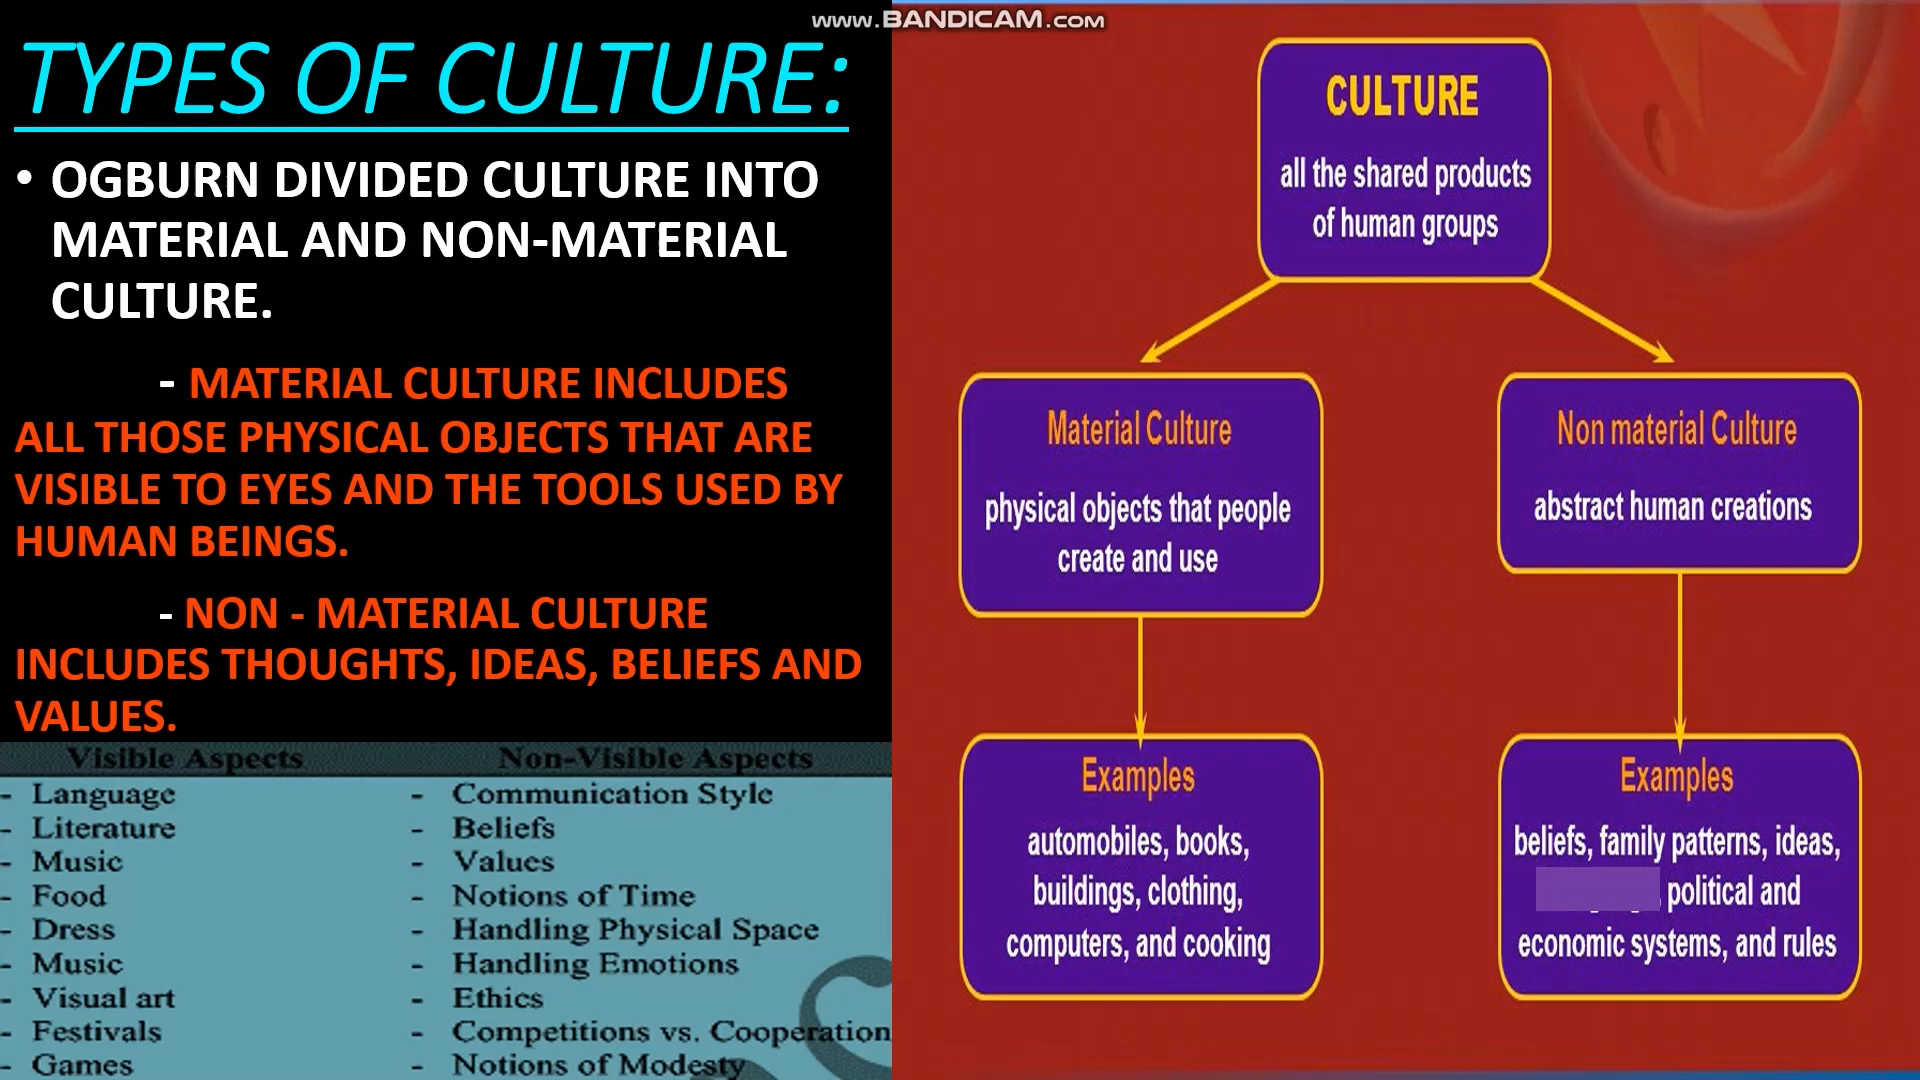 www.BANDICAM.com
TYPES OF CULTURE:
• OGBURN DIVIDED CULTURE INTO
MATERIAL AND NON-MATERIAL
CULTURE.
- MATERIAL CULTURE INCLUDES
ALL THOSE PHYSICAL OBJECTS THAT ARE
VISIBLE TO EYES AND THE TOOLS USED BY
HUMAN BEINGS.
- NON - MATERIAL CULTURE
INCLUDES THOUGHTS, IDEAS, BELIEFS AND
VALUES.
Visible Aspects
- Language
- Literature
- Music
- Food
- Dress
- Music
- Visual art
- Festivals
- Games
Non-Visible Aspects
- Communication Style
- Beliefs
- Values
- Notions of Time
- Handling Physical Space
- Handling Emotions
- Ethics
- Competitions vs. Cooperation
- Notions of Modesty
CULTURE
all the shared products
of human groups
Material Culture
physical objects that people
create and use
Examples
automobiles, books,
buildings, clothing,
computers, and cooking
Non material Culture
abstract human creations
Examples
beliefs, family patterns, ideas,
political and
economic systems, and rules